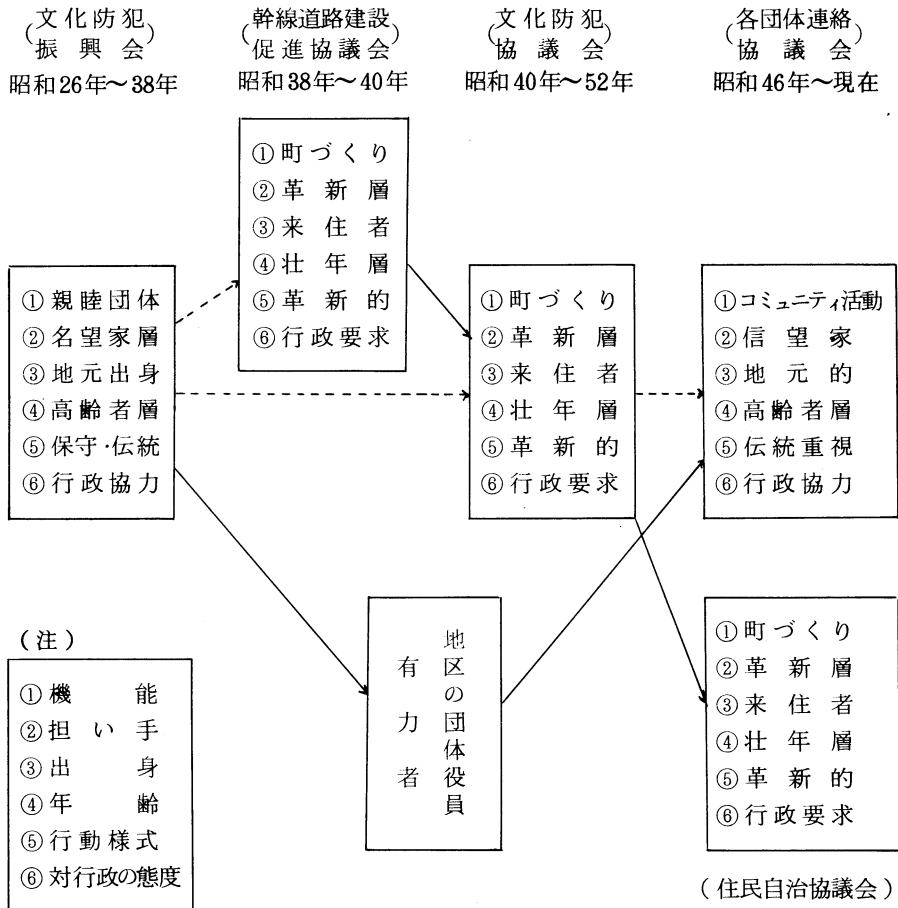 （文化防犯振興会）
昭和26年～38年
（幹線道路建設促進協議会）
昭和38年～40年
（文化防犯協議会）
昭和40年～52年
（各団体連絡協議会）
昭和46年～現在
①親睦団体
②名望家層
③地元出身
④高齢者層
⑤保守・伝統
⑥行政協力
①町づくり
②革新層
③来住者
④壮年層
⑤革新的
⑥行政要求
①町づくり
②革新層
③来住者
④壮年層
⑤革新的
⑥行政要求
①コミュニティ活動
②信望家
③地元的
④高齢者層
⑤伝統重視
⑥行政協力
地区の団体役員
有力者
①町づくり
②革新層
③来住者
④壮年層
⑤革新的
⑥行政要求
（住民自治協議会）
（注）
①機能
②担い手
③出身
④年齢
⑤行動様式
⑥対行政の態度